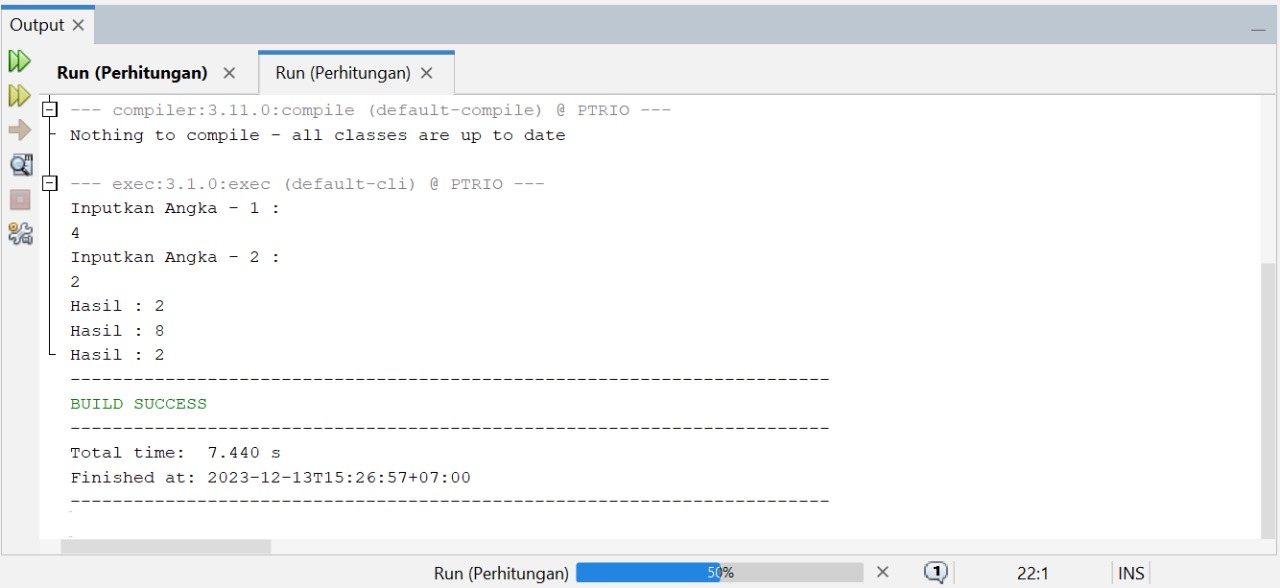 Output
Run (Perhitungan) Run (Perhitungan)
--- compiler:3.11.0:compile (default-compile) @ PTRIO ---
Nothing to compile - all classes are up to date
--- exec:3.1.0:exec (default-cli) @ PTRIO ---
Inputkan Angka - 1 :
4
Inputkan Angka - 2 :
2
Hasil : 2
Hasil : 8
Hasil : 2
------------------------------------------------------------------------
BUILD SUCCESS
------------------------------------------------------------------------
Total time:  7.440 s
Finished at: 2023-12-13T15:26:57+07:00
------------------------------------------------------------------------
Run (Perhitungan) 50% 1 22:1 INS